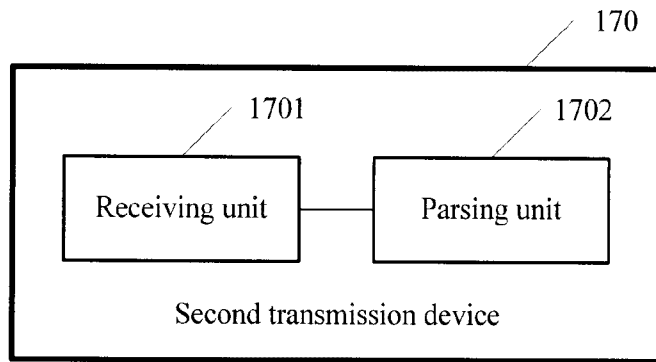 170
1701
1702
Receiving unit
Parsing unit
Second transmission device